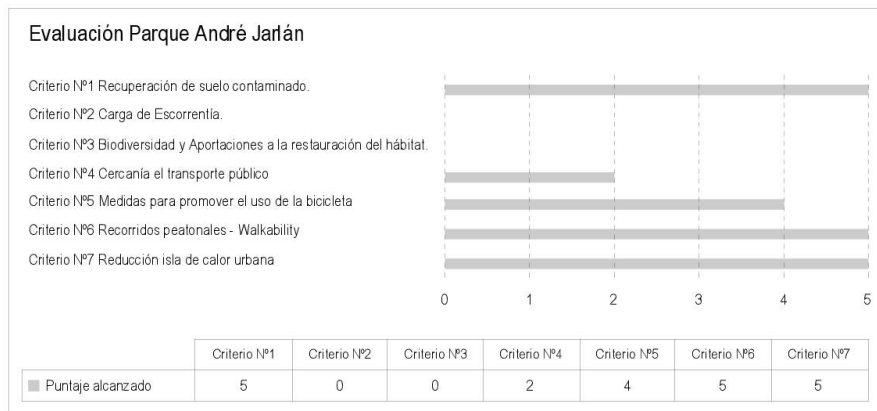 Evaluación Parque André Jarlán
Criterio Nº1 Recuperación de suelo contaminado.
Criterio Nº2 Carga de Escorrentía.
Criterio Nº3 Biodiversidad y Aportaciones a la restauración del hábitat.
Criterio Nº4 Cercanía el transporte público
Criterio Nº5 Medidas para promover el uso de la bicicleta
Criterio Nº6 Recorridos peatonales - Walkability
Criterio Nº7 Reducción isla de calor urbana
0 1 2 3 4 5
Criterio Nº1 Criterio Nº2 Criterio Nº3 Criterio Nº4 Criterio Nº5 Criterio Nº6 Criterio Nº7
Puntaje alcanzado 5 0 0 2 4 5 5